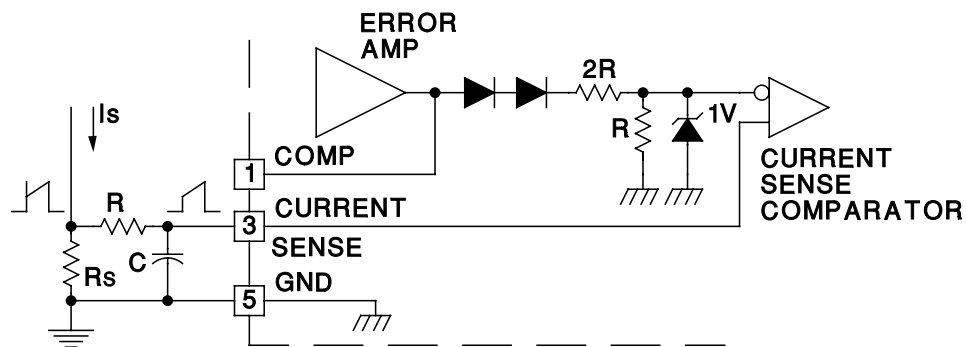 ERROR
AMP
2R
Is
R
1V
COMP
1
CURRENT
SENSE
COMPARATOR
R
CURRENT
3
SENSE
C
Rs
GND
5